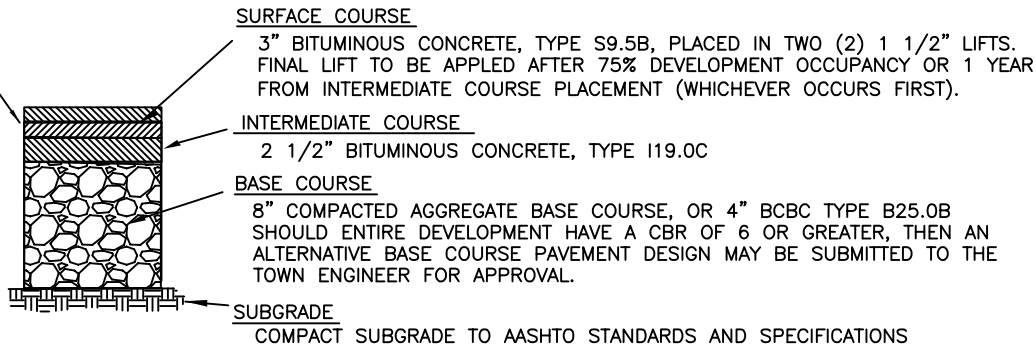 SURFACE COURSE
3" BITUMINOUS CONCRETE, TYPE S9.5B, PLACED IN TWO (2) 1 1/2" LIFTS.
FINAL LIFT TO BE APPLED AFTER 75% DEVELOPMENT OCCUPANCY OR 1 YEAR
FROM INTERMEDIATE COURSE PLACEMENT (WHICHEVER OCCURS FIRST).
INTERMEDIATE COURSE
2 1/2" BITUMINOUS CONCRETE, TYPE I19.0C
BASE COURSE
8" COMPACTED AGGREGATE BASE COURSE, OR 4" BCBC TYPE B25.0B
SHOULD ENTIRE DEVELOPMENT HAVE A CBR OF 6 OR GREATER, THEN AN
ALTERNATIVE BASE COURSE PAVEMENT DESIGN MAY BE SUBMITTED TO THE
TOWN ENGINEER FOR APPROVAL.
SUBGRADE
COMPACT SUBGRADE TO AASHTO STANDARDS AND SPECIFICATIONS